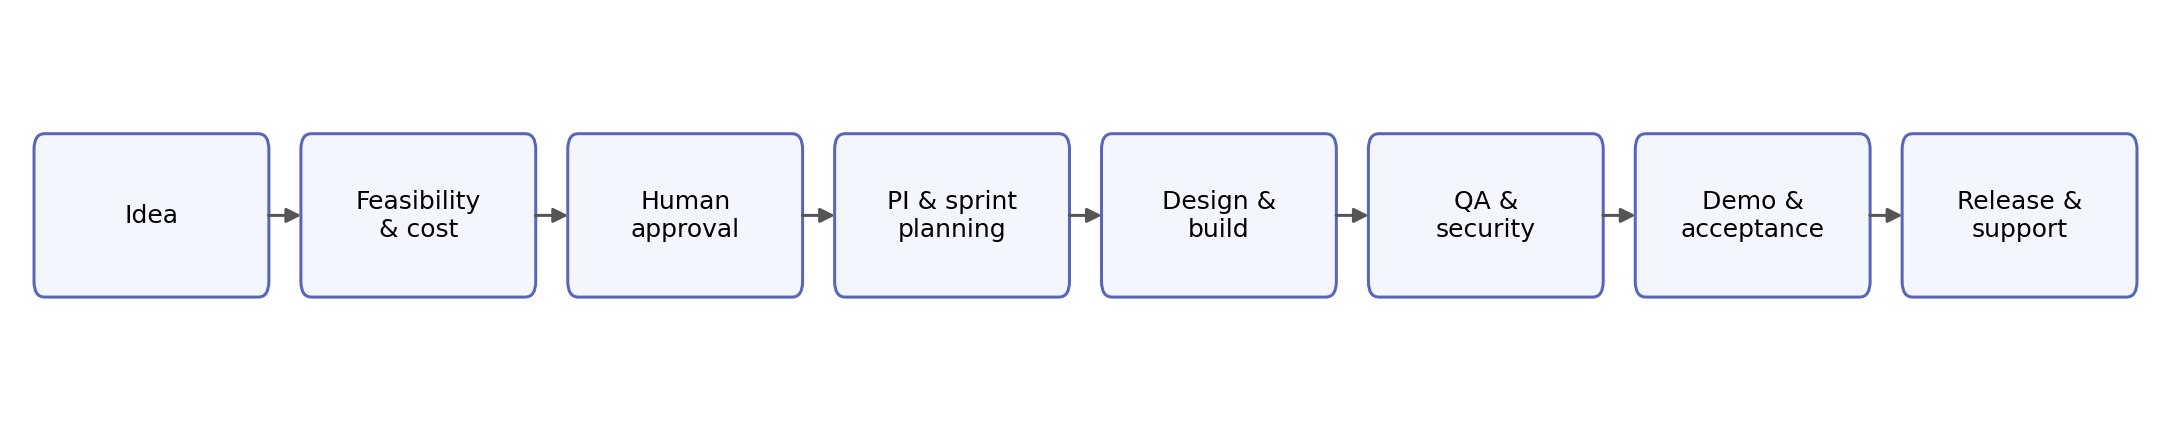 Idea
Feasibility
& cost
Human
approval
PI & sprint
planning
Design &
build
QA &
security
Demo &
acceptance
Release &
support